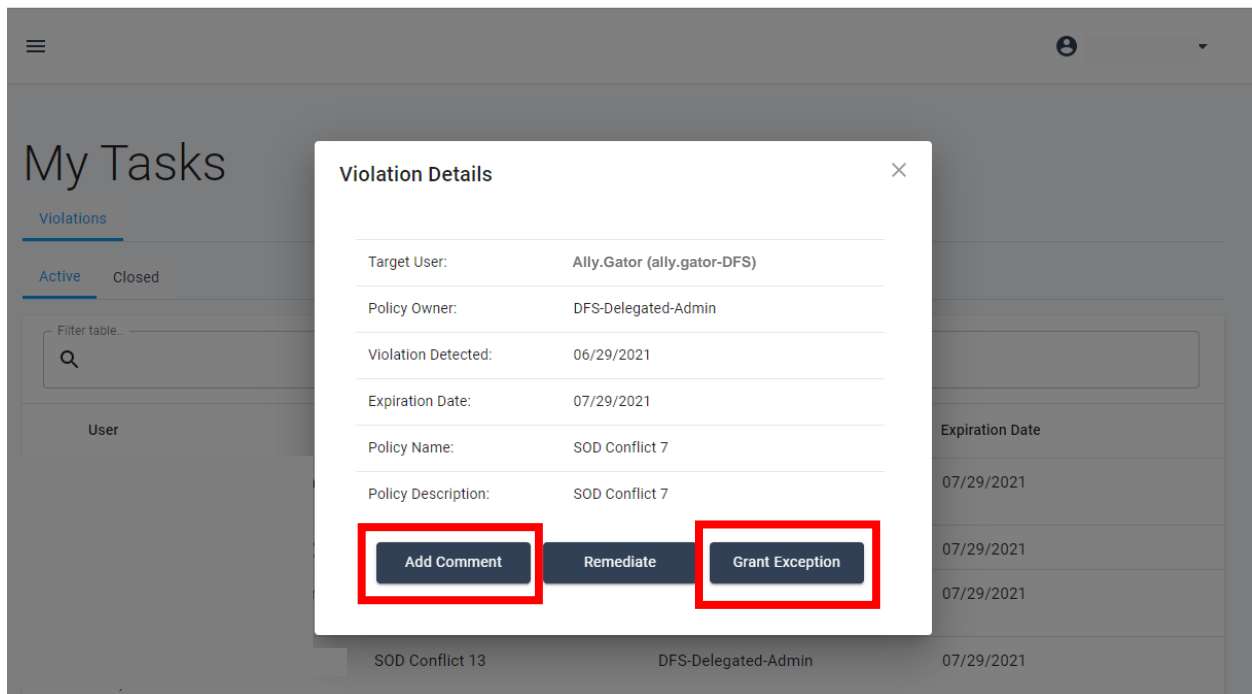 My Tasks
Violations
Active Closed
Filter table..
User Expiration Date
07/29/2021
07/29/2021
07/29/2021
SOD Conflict 13 DFS-Delegated-Admin 07/29/2021
Violation Details
Target User: Ally.Gator (ally.gator-DFS)
Policy Owner: DFS-Delegated-Admin
Violation Detected: 06/29/2021
Expiration Date: 07/29/2021
Policy Name: SOD Conflict 7
Policy Description: SOD Conflict 7
Add Comment Remediate Grant Exception